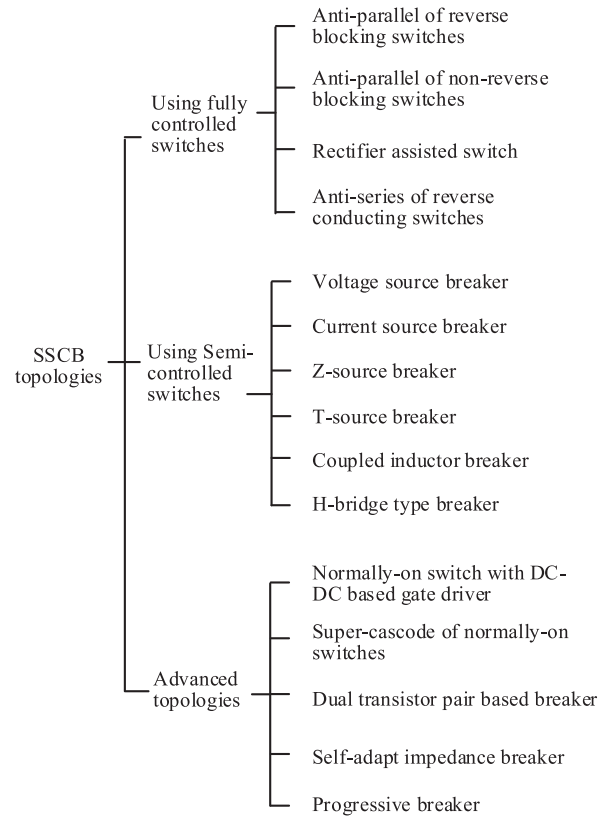 SSCB
topologies
Using fully
controlled
switches
Anti-parallel of reverse
blocking switches
Anti-parallel of non-reverse
blocking switches
Rectifier assisted switch
Anti-series of reverse
conducting switches
Using Semi-
controlled
switches
Voltage source breaker
Current source breaker
Z-source breaker
T-source breaker
Coupled inductor breaker
H-bridge type breaker
Advanced
topologies
Normally-on switch with DC-
DC based gate driver
Super-cascode of normally-on
switches
Dual transistor pair based breaker
Self-adapt impedance breaker
Progressive breaker